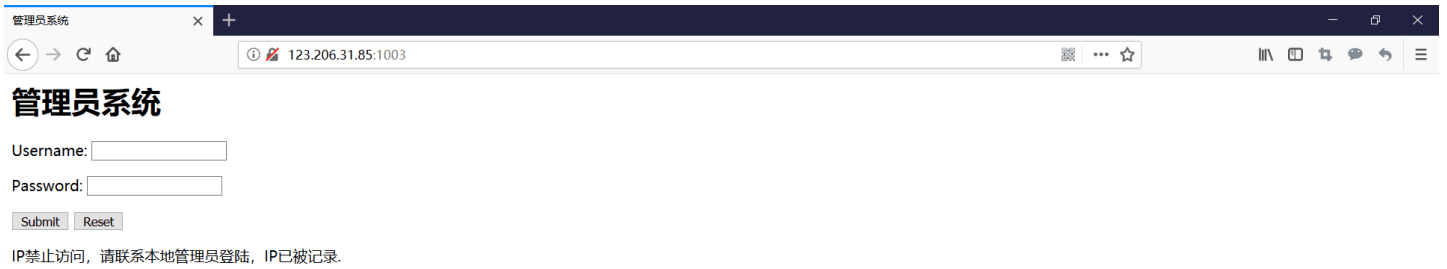 管理员系统
123.206.31.85:1003
管理员系统
Username:
Password:
Submit Reset
IP禁止访问，请联系本地管理员登陆，IP已被记录.